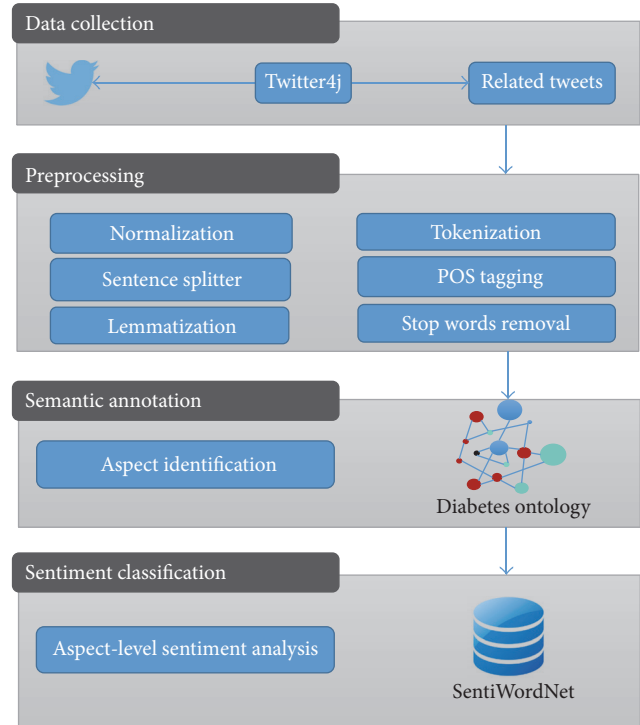 Data collection
Twitter4j
Related tweets
Preprocessing
Normalization
Tokenization
Sentence splitter
POS tagging
Lemmatization
Stop words removal
Semantic annotation
Aspect identification
Diabetes ontology
Sentiment classification
Aspect-level sentiment analysis
SentiWordNet